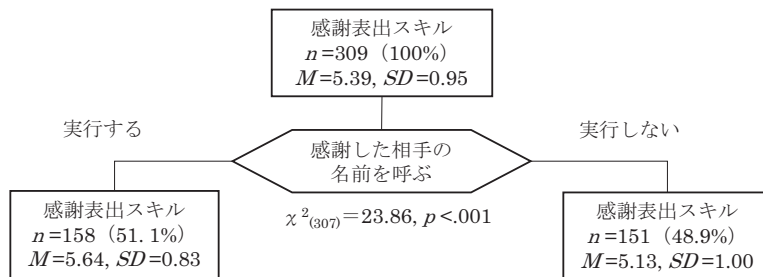 感謝表出スキル
n=309（100%）
M=5.39, SD=0.95
実行する
実行しない
感謝した相手の
名前を呼ぶ
感謝表出スキル
n=158（51.1%）
M=5.64, SD=0.83
χ²₍₃₀₇₎=23.86, p<.001
感謝表出スキル
n=151（48.9%）
M=5.13, SD=1.00